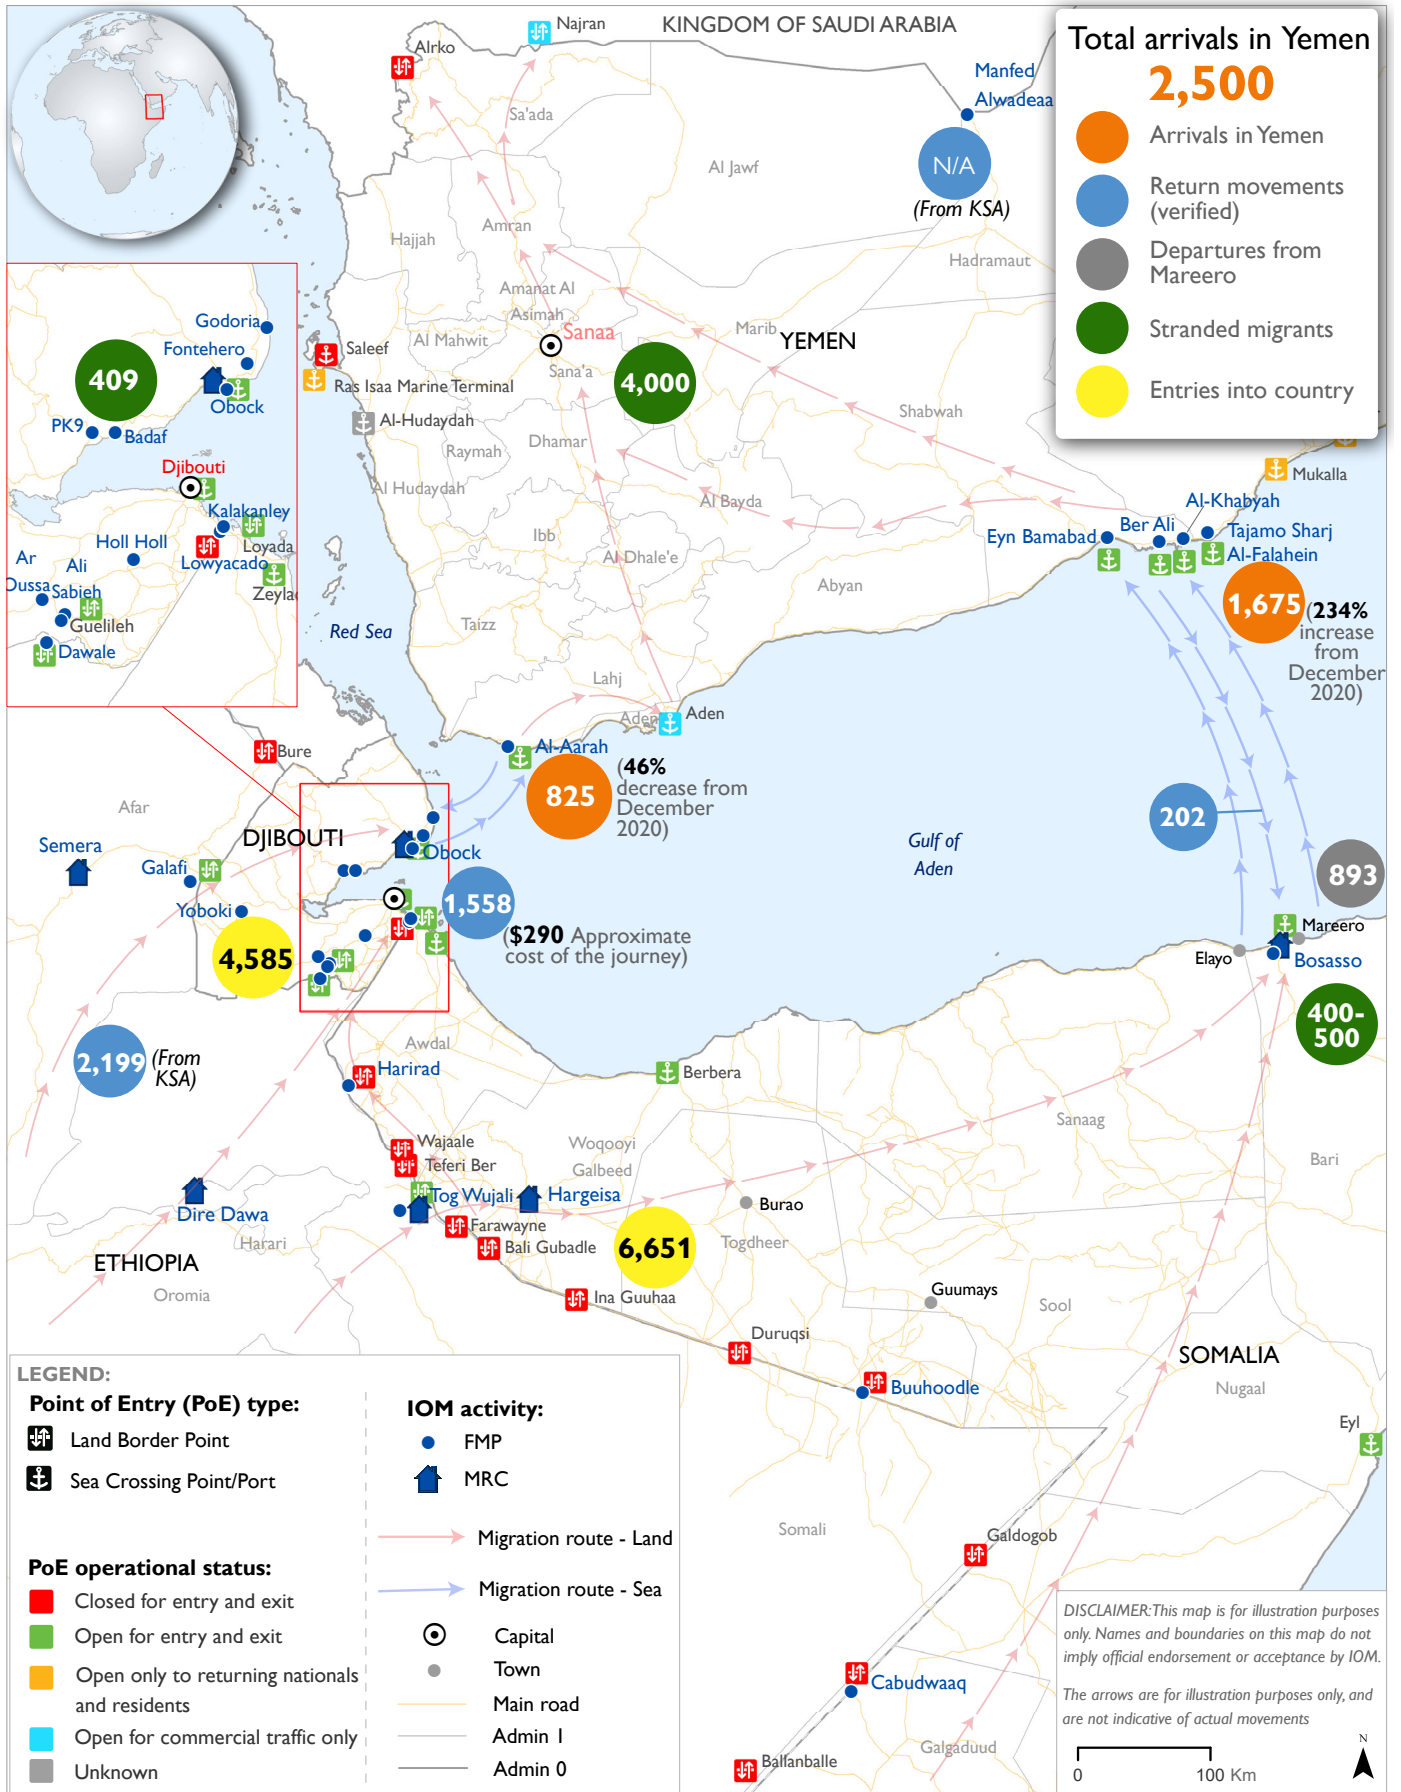 KINGDOM OF SAUDI ARABIA
Najran
Alrko
Manfed
Alwadeaa
Sa'ada
Al Jawf
N/A
(From KSA)
Hajjah
Amran
Hadramaut
Amanat Al
Asimah
Sanaa
Al Mahwit
Marib
YEMEN
Saleef
Ras Isaa Marine Terminal
Sana'a
4,000
Al-Hudaydah
Shabwah
Raymah
Dhamar
Al Hudaydah
Al Bayda
Ibb
Al Dhale'e
Abyan
Taizz
Lahj
Red Sea
Aden
Aden
Mukalla
Al-Khabyah
Eyn Bamabad
Ber Ali
Tajamo Sharj
Al-Falahein
1,675
(234%
increase
from
December
2020)
Total arrivals in Yemen
2,500
Arrivals in Yemen
Return movements
(verified)
Departures from
Mareero
Stranded migrants
Entries into country
Godoria
Fontehero
409
Obock
PK9
Badaf
Djibouti
Kalakanley
Holl Holl
Loyada
Lowyacado
Ar
Oussa
Ali
Sabieh
Zeylac
Guelileh
Dawale
Bure
Al-Aarah
825
(46%
decrease from
December
2020)
Afar
DJIBOUTI
Semera
Galafi
Obock
Yoboki
4,585
1,558
($290 Approximate
cost of the journey)
Gulf of
Aden
202
893
Mareero
Elayo
Bosasso
400-
500
2,199
(From
KSA)
Awdal
Harirad
Berbera
Wajaale
Teferi Ber
Woqooyi
Galbeed
Sanaag
Bari
Dire Dawa
Tog Wujali
Hargeisa
Burao
Harari
Farawayne
Bali Gubadle
6,651
Togdheer
ETHIOPIA
Oromia
Ina Guuhaa
Guumays
Sool
Duruqsi
SOMALIA
Buuhoodle
Nugaal
Eyl
Somali
Galdogob
Cabudwaaq
Galgaduud
Ballanballe
LEGEND:
Point of Entry (PoE) type:
Land Border Point
Sea Crossing Point/Port
PoE operational status:
Closed for entry and exit
Open for entry and exit
Open only to returning nationals
and residents
Open for commercial traffic only
Unknown
IOM activity:
FMP
MRC
Migration route - Land
Migration route - Sea
Capital
Town
Main road
Admin 1
Admin 0
DISCLAIMER: This map is for illustration purposes
only. Names and boundaries on this map do not
imply official endorsement or acceptance by IOM.
The arrows are for illustration purposes only, and
are not indicative of actual movements
N
0 100 Km